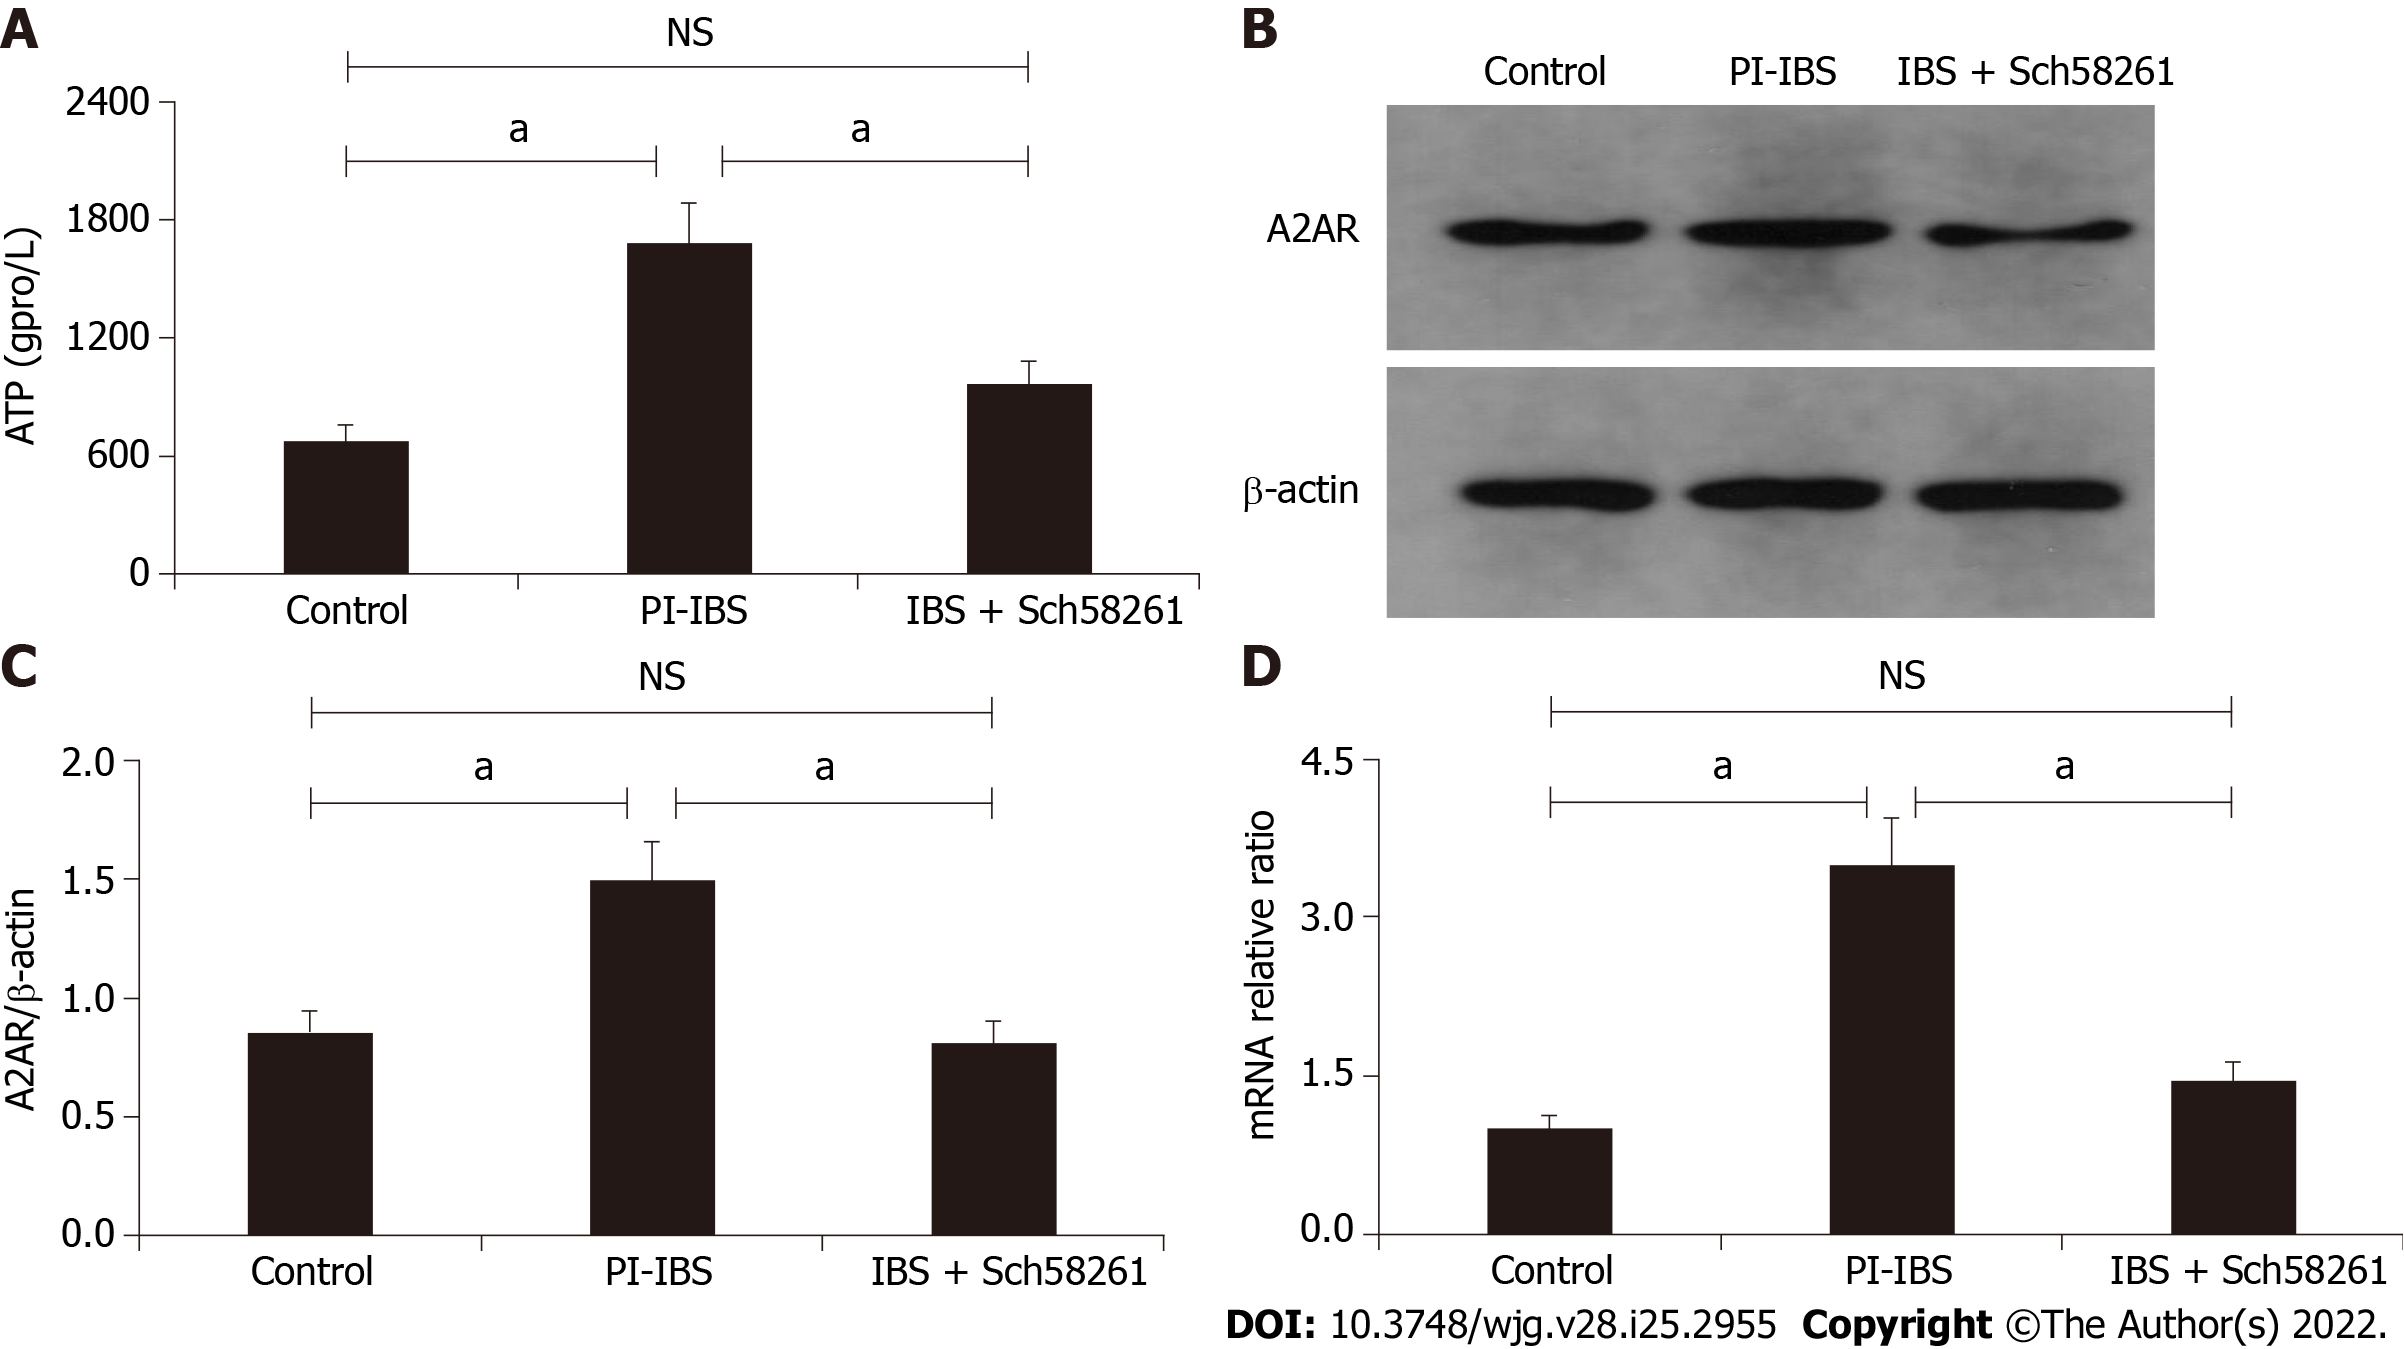 A
NS
a a
2400
1800
1200
600
0
ATP (gpro/L)
Control PI-IBS IBS + Sch58261
B
Control PI-IBS IBS + Sch58261
A2AR
β-actin
C
NS
a a
2.0
1.5
1.0
0.5
0.0
A2AR/β-actin
Control PI-IBS IBS + Sch58261
D
NS
a a
4.5
3.0
1.5
0.0
mRNA relative ratio
Control PI-IBS IBS + Sch58261
DOI: 10.3748/wjg.v28.i25.2955 Copyright ©The Author(s) 2022.